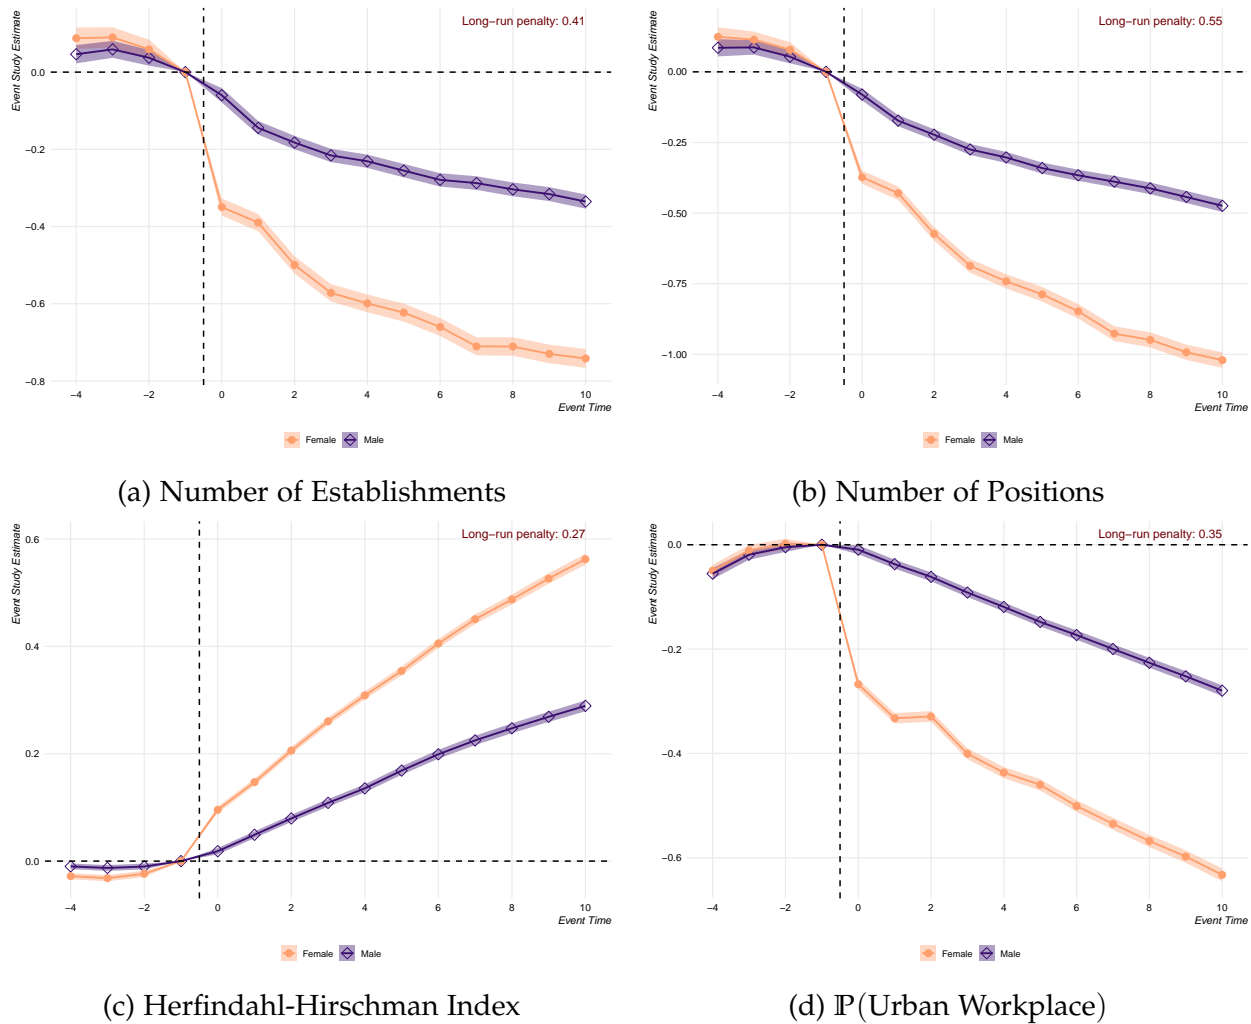 Long-run penalty: 0.41
Event Study Estimate
0.0
-0.2
-0.4
-0.6
-0.8
-4 -2 0 2 4 6 8 10
Event Time
Female Male
(a) Number of Establishments
Long-run penalty: 0.55
Event Study Estimate
0.00
-0.25
-0.50
-0.75
-1.00
-4 -2 0 2 4 6 8 10
Event Time
Female Male
(b) Number of Positions
Long-run penalty: 0.27
Event Study Estimate
0.6
0.4
0.2
0.0
-4 -2 0 2 4 6 8 10
Event Time
Female Male
(c) Herfindahl-Hirschman Index
Long-run penalty: 0.35
Event Study Estimate
0.0
-0.2
-0.4
-0.6
-4 -2 0 2 4 6 8 10
Event Time
Female Male
(d) ℙ(Urban Workplace)